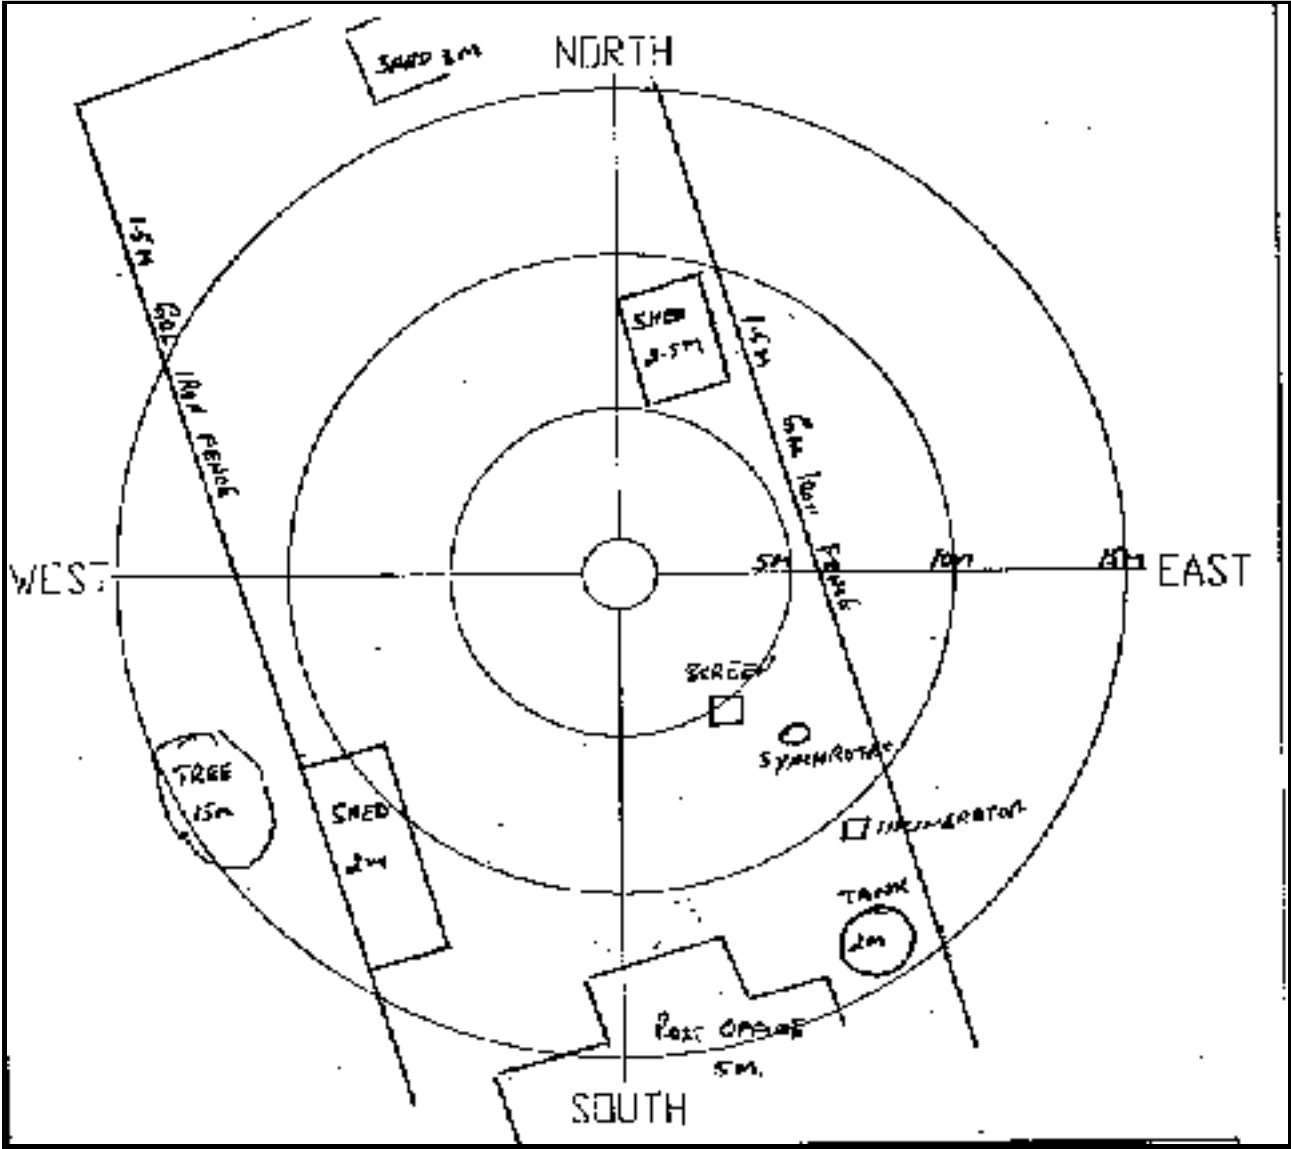 NORTH
SHED 2M
1.5M GAL IRON FENCE
SHED
2.5M
1.5M GAL IRON FENCE
WEST
5M
10M
15M
EAST
SCREEN
TREE
15m
SHED
2m
TANK
2m
POST OFFICE
5M.
SOUTH